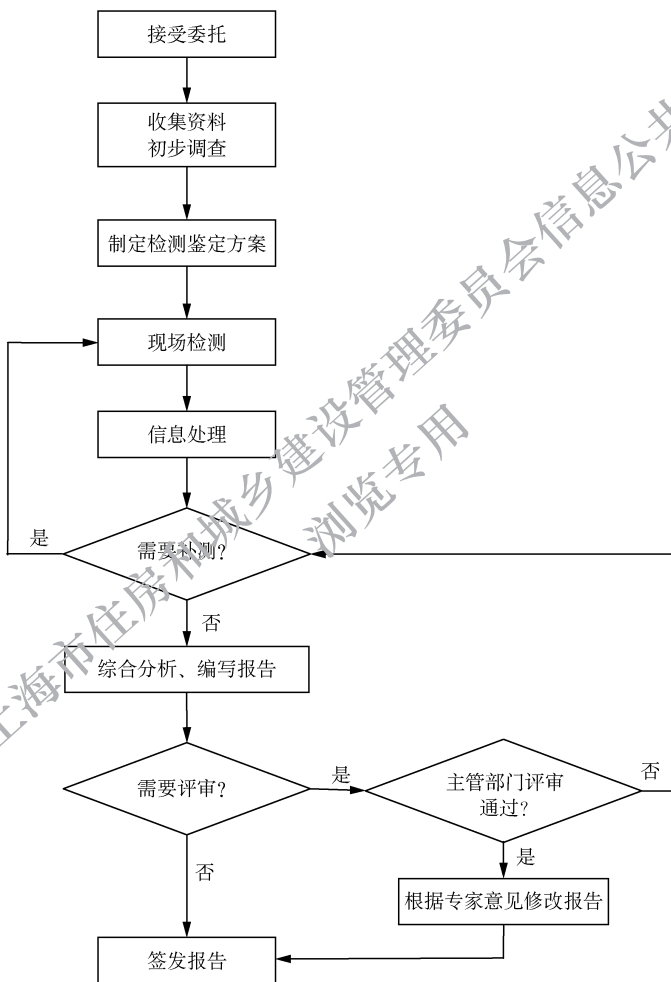 接受委托
收集资料
初步调查
制定检测鉴定方案
现场检测
信息处理
是
需要补测?
否
综合分析、编写报告
需要评审?
是
主管部门评审
通过?
否
否
是
根据专家意见修改报告
签发报告
上海市住房和城乡建设管理委员会信息公共
浏览专用